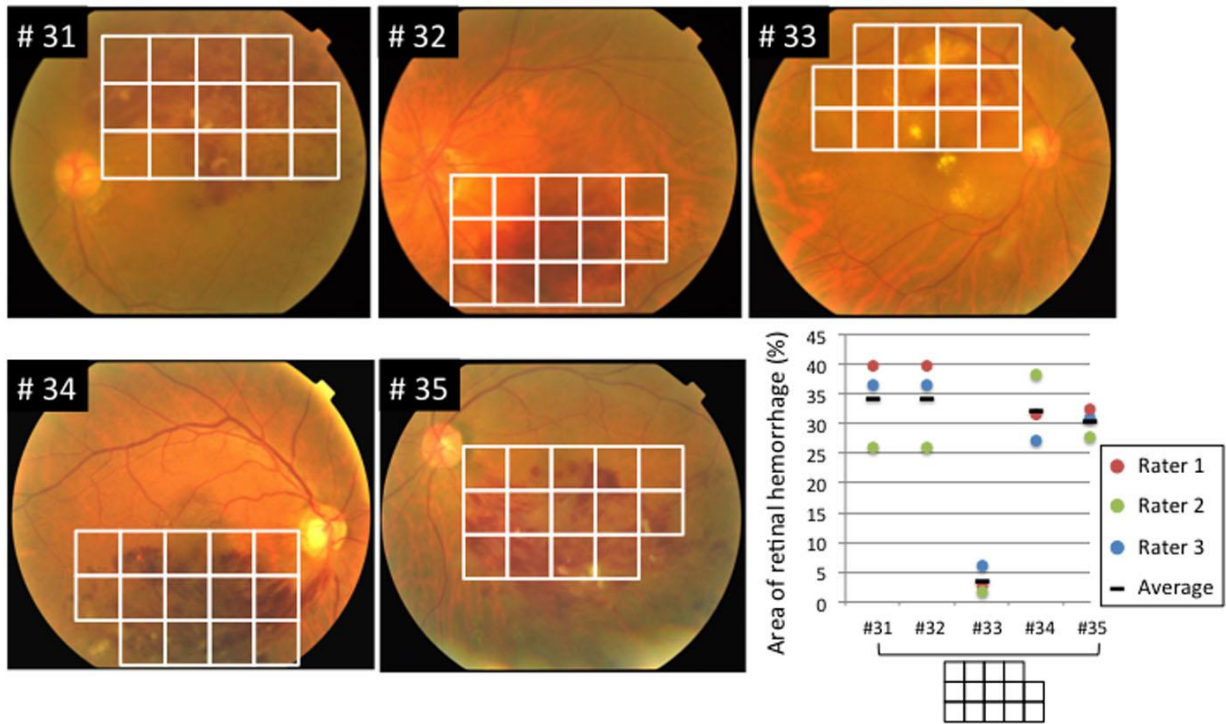 # 31
# 32
# 33
# 34
# 35
Area of retinal hemorrhage (%)
45
40
35
30
25
20
15
10
5
0
#31 #32 #33 #34 #35
Rater 1
Rater 2
Rater 3
Average